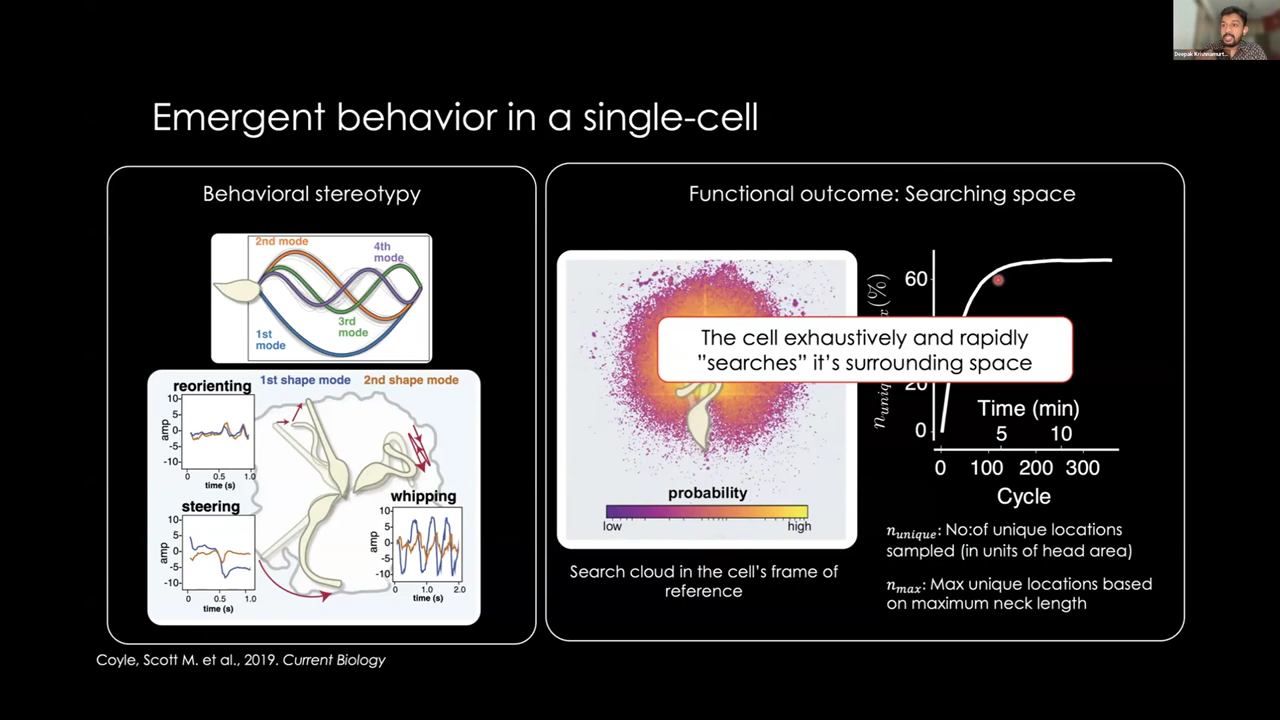 Deepak Krishnamurt...
Emergent behavior in a single-cell
Behavioral stereotypy
2nd mode
4th
mode
3rd
mode
1st
mode
reorienting
1st shape mode
2nd shape mode
amp
10
5
0
-5
-10
0
0.5
1.0
time (s)
steering
amp
10
5
0
-5
-10
0
0.5
1.0
time (s)
whipping
amp
10
5
0
-5
-10
0
1.0
2.0
time (s)
Functional outcome: Searching space
The cell exhaustively and rapidly
”searches” it’s surrounding space
probability
low
high
Search cloud in the cell’s frame of
reference
(%)
60
20
0
Time (min)
5
10
0
100
200
300
Cycle
n_unique: No:of unique locations
sampled (in units of head area)
n_max: Max unique locations based
on maximum neck length
Coyle, Scott M. et al., 2019. Current Biology